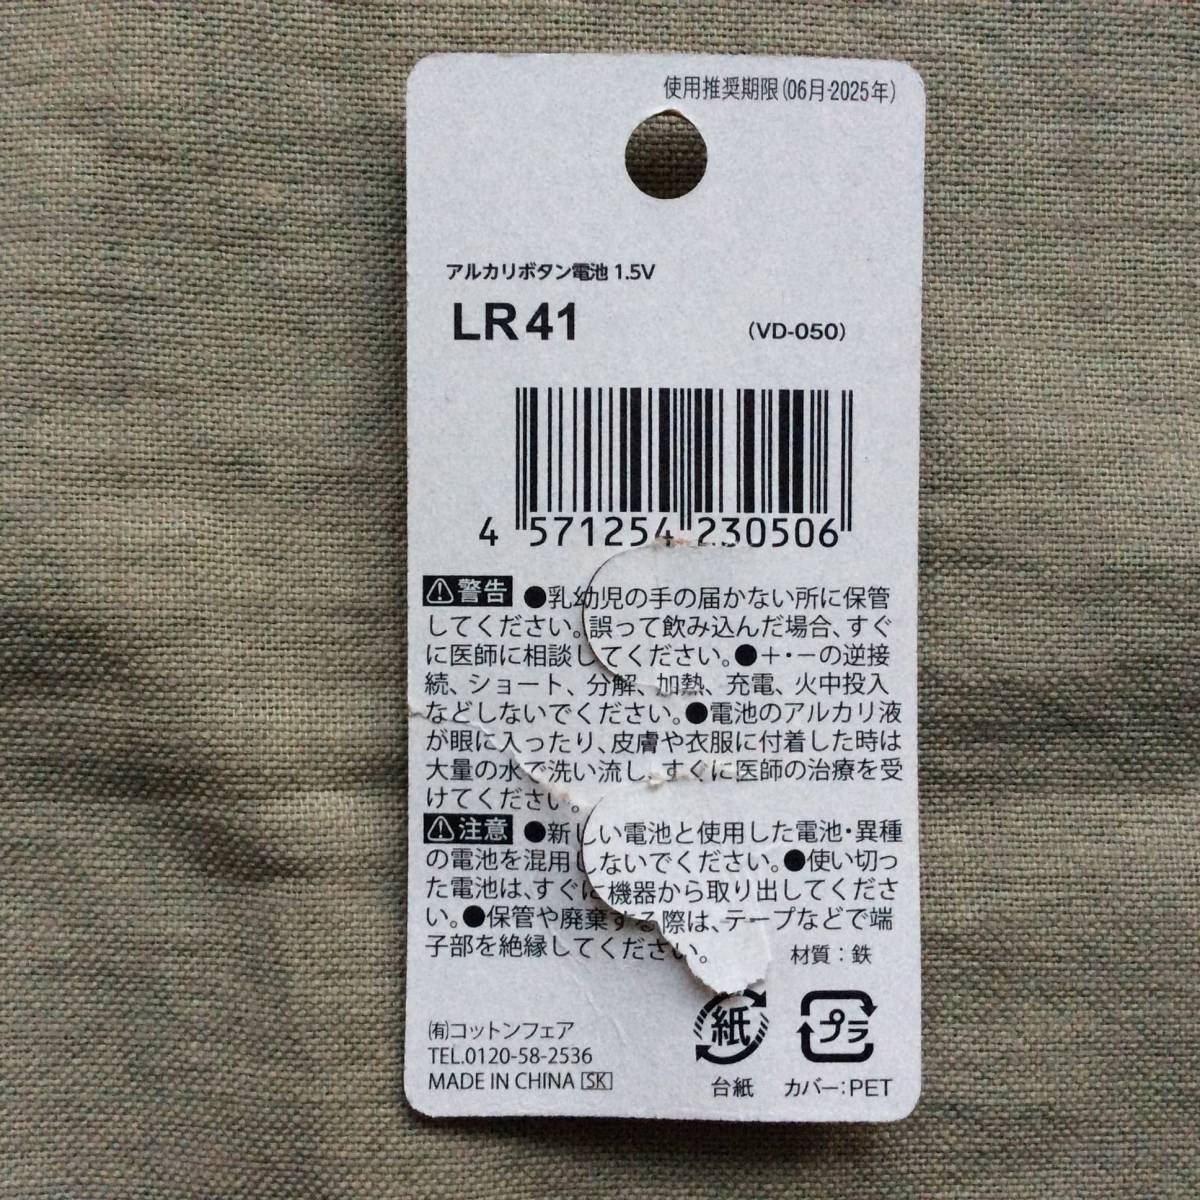 使用推奨期限(06月-2025年)
アルカリボタン電池 1.5V
LR41 (VD-050)
4 571254 230506
警告 ●乳幼児の手の届かない所に保管
してください。誤って飲み込んだ場合、すぐ
に医師に相談してください。●＋・－の逆接
続、ショート、分解、加熱、充電、火中投入
などしないでください。●電池のアルカリ液
が眼に入ったり、皮膚や衣服に付着した時は
大量の水で洗い流し、すぐに医師の治療を受
けてください。
注意 ●新しい電池と使用した電池・異種
の電池を混用しないでください。●使い切っ
た電池は、すぐに機器から取り出してくださ
い。●保管や廃棄する際は、テープなどで端
子部を絶縁してください。
材質：鉄
㈲コットンフェア
TEL.0120-58-2536
MADE IN CHINA SK
紙
台紙
プラ
カバー：PET